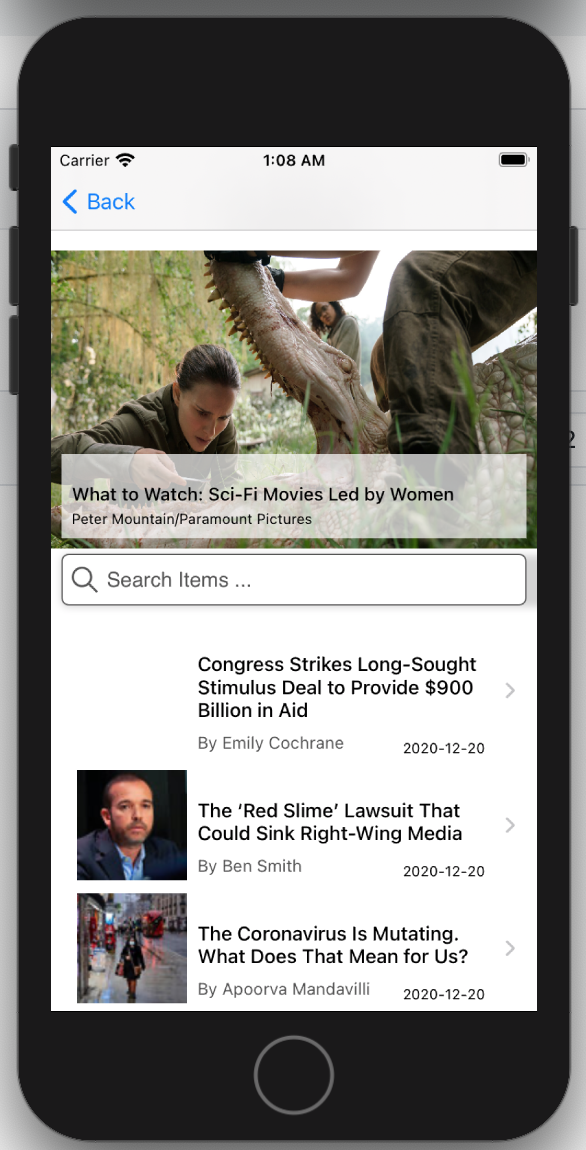 Carrier 1:08 AM
Back
2
What to Watch: Sci-Fi Movies Led by Women
Peter Mountain/Paramount Pictures
Search Items ...
Congress Strikes Long-Sought
Stimulus Deal to Provide $900
Billion in Aid
By Emily Cochrane 2020-12-20
The ‘Red Slime’ Lawsuit That
Could Sink Right-Wing Media
By Ben Smith 2020-12-20
The Coronavirus Is Mutating.
What Does That Mean for Us?
By Apoorva Mandavilli 2020-12-20